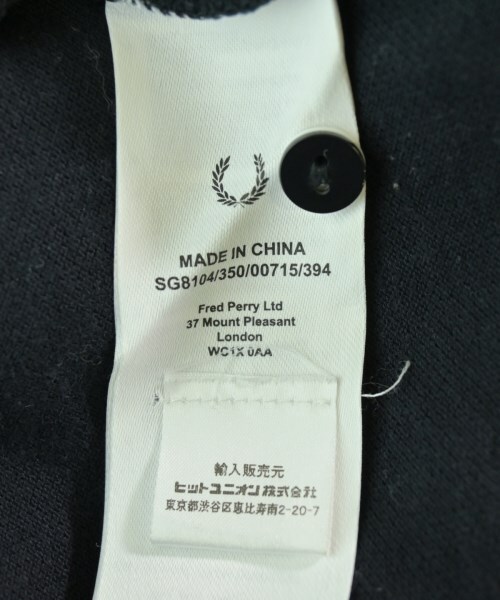 MADE IN CHINA
SG8104/350/00715/394
Fred Perry Ltd
37 Mount Pleasant
London
WC1X 0AA
輸入販売元
ヒットユニオン株式会社
東京都渋谷区恵比寿南2-20-7